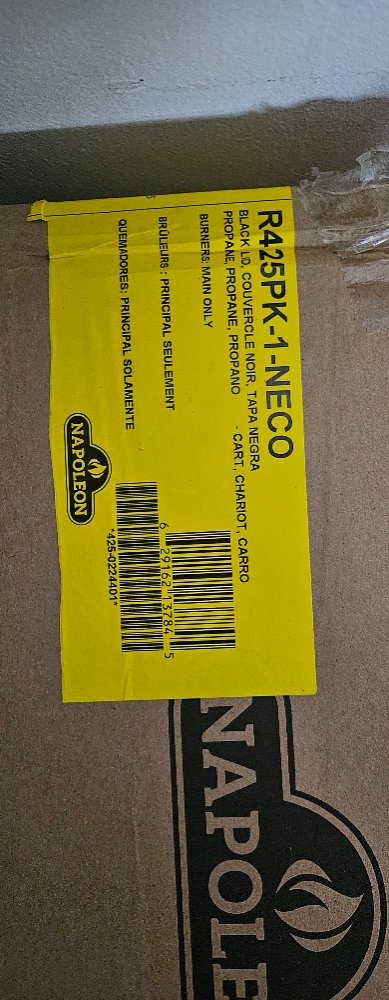 R425PK-1-NECO
BLACK LID, COUVERCLE NOIR, TAPA NEGRA
PROPANE, PROPANE, PROPANO - CART, CHARIOT, CARRO
BURNERS: MAIN ONLY
BRÛLEURS : PRINCIPAL SEULEMENT
QUEMADORES: PRINCIPAL SOLAMENTE
6 29162 13784 5
*425-0224401*
NAPOLEON
NAPOLE